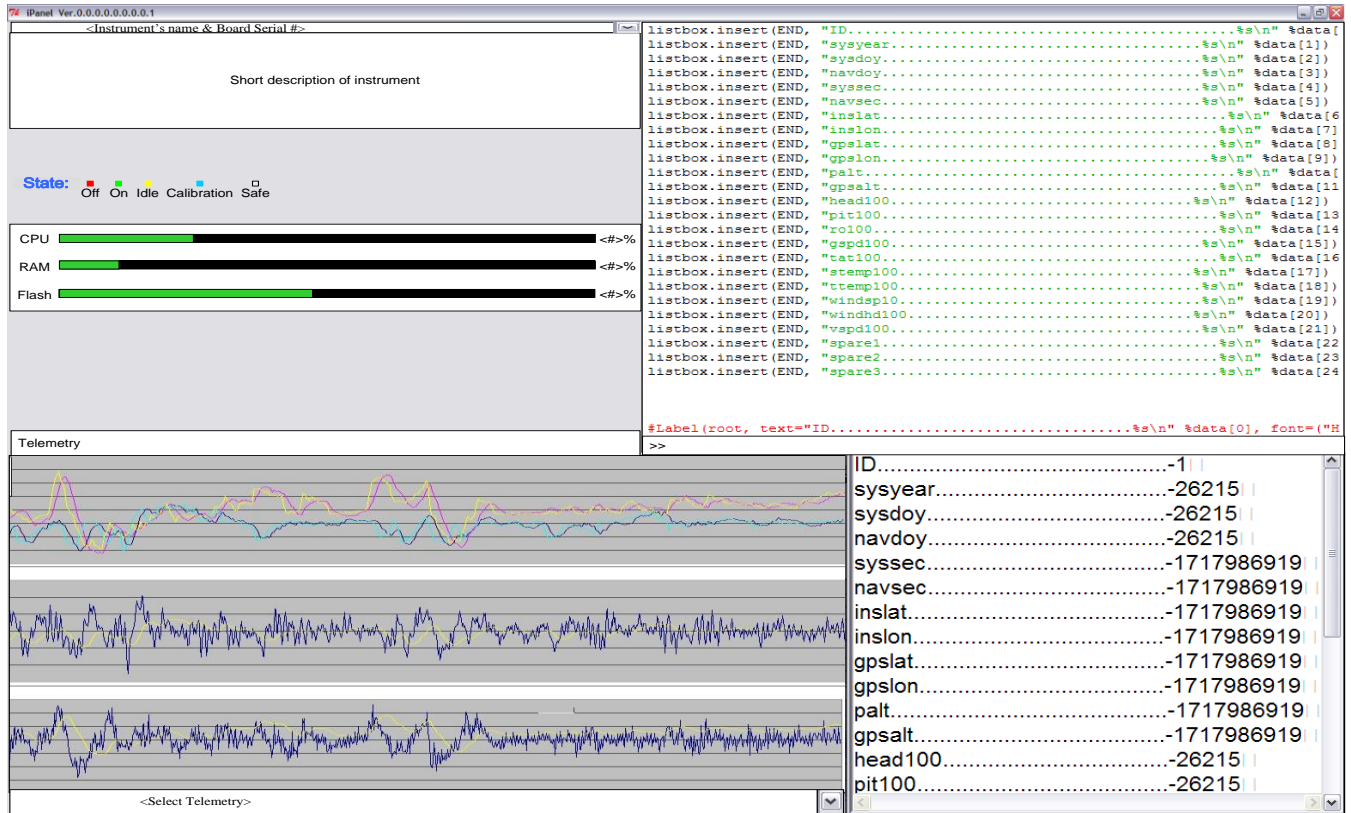 iPanel Ver.0.0.0.0.0.0.0.0.1
<Instrument's name & Board Serial #>
Short description of instrument
State:
Off On Idle Calibration Safe
CPU <#>%
RAM <#>%
Flash <#>%
Telemetry
listbox.insert(END, "ID............................................%s\n" %data[
listbox.insert(END, "sysyear...................................%s\n" %data[1])
listbox.insert(END, "sysdoy....................................%s\n" %data[2])
listbox.insert(END, "navdoy....................................%s\n" %data[3])
listbox.insert(END, "syssec....................................%s\n" %data[4])
listbox.insert(END, "navsec....................................%s\n" %data[5])
listbox.insert(END, "inslat.......................................%s\n" %data[6
listbox.insert(END, "inslon......................................%s\n" %data[7]
listbox.insert(END, "gpslat......................................%s\n" %data[8]
listbox.insert(END, "gpslon.....................................%s\n" %data[9])
listbox.insert(END, "palt..........................................%s\n" %data[
listbox.insert(END, "gpsalt......................................%s\n" %data[11
listbox.insert(END, "head100..................................%s\n" %data[12])
listbox.insert(END, "pit100......................................%s\n" %data[13
listbox.insert(END, "rol00.......................................%s\n" %data[14
listbox.insert(END, "gspd100...................................%s\n" %data[15])
listbox.insert(END, "tat100......................................%s\n" %data[16
listbox.insert(END, "stemp100.................................%s\n" %data[17])
listbox.insert(END, "ttemp100..................................%s\n" %data[18])
listbox.insert(END, "windsp10..................................%s\n" %data[19])
listbox.insert(END, "windhd100................................%s\n" %data[20])
listbox.insert(END, "vspd100...................................%s\n" %data[21])
listbox.insert(END, "spare1......................................%s\n" %data[22
listbox.insert(END, "spare2......................................%s\n" %data[23
listbox.insert(END, "spare3......................................%s\n" %data[24
#Label(root, text="ID..................................%s\n" %data[0], font=("H
>>
<Select Telemetry>
ID..........................................-1
sysyear.................................-26215
sysdoy..................................-26215
navdoy..................................-26215
syssec..................................-1717986919
navsec..................................-1717986919
inslat.....................................-1717986919
inslon....................................-1717986919
gpslat....................................-1717986919
gpslon...................................-1717986919
palt........................................-1717986919
gpsalt....................................-1717986919
head100................................-26215
pit100....................................-26215